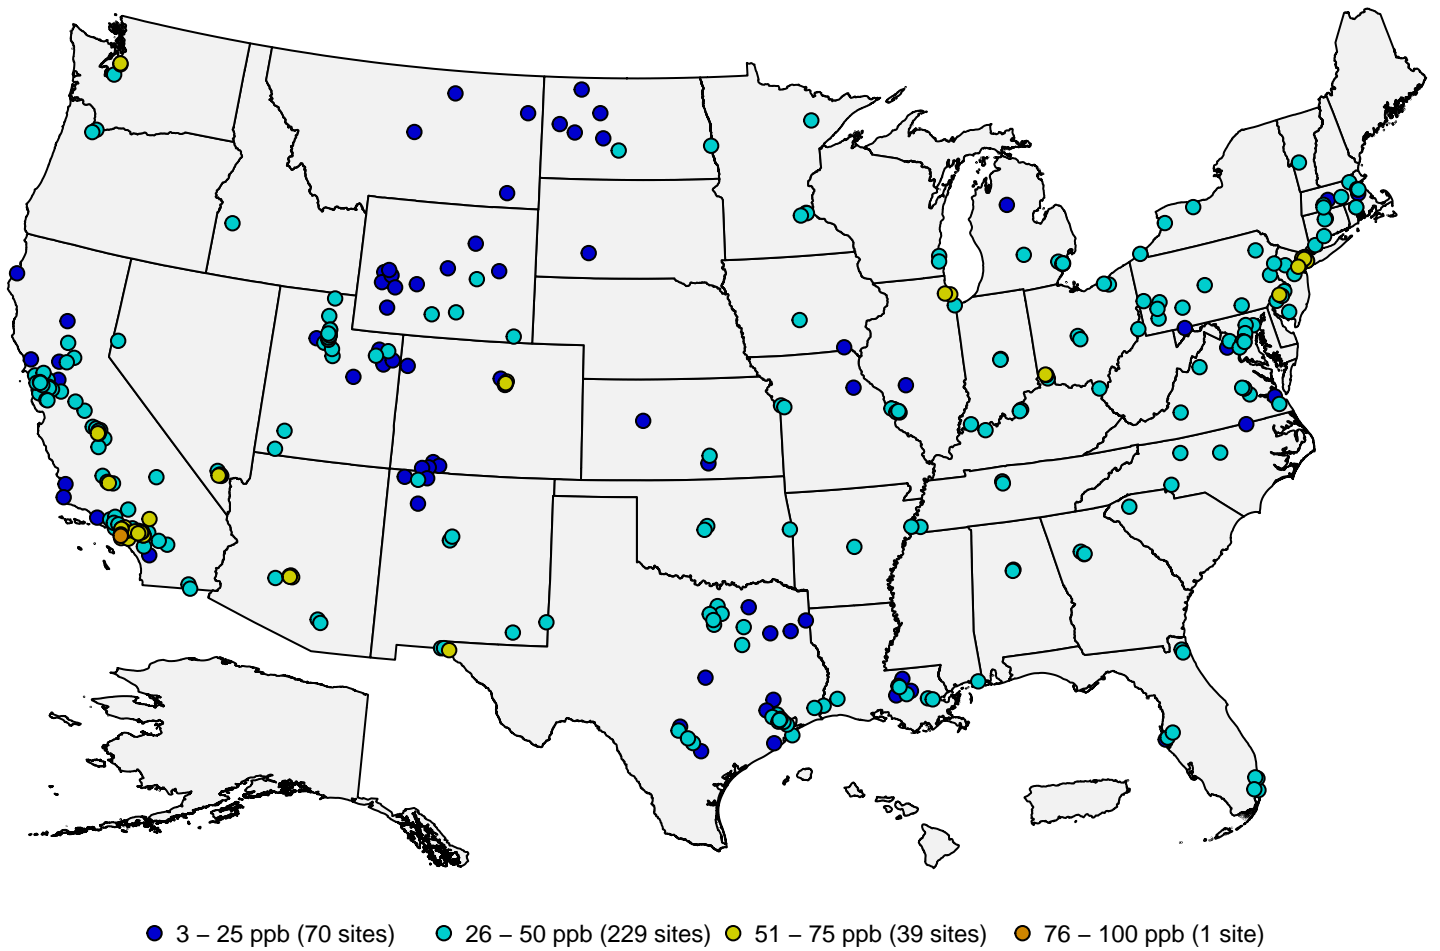 3 − 25 ppb (70 sites) 26 − 50 ppb (229 sites) 51 − 75 ppb (39 sites) 76 − 100 ppb (1 site)